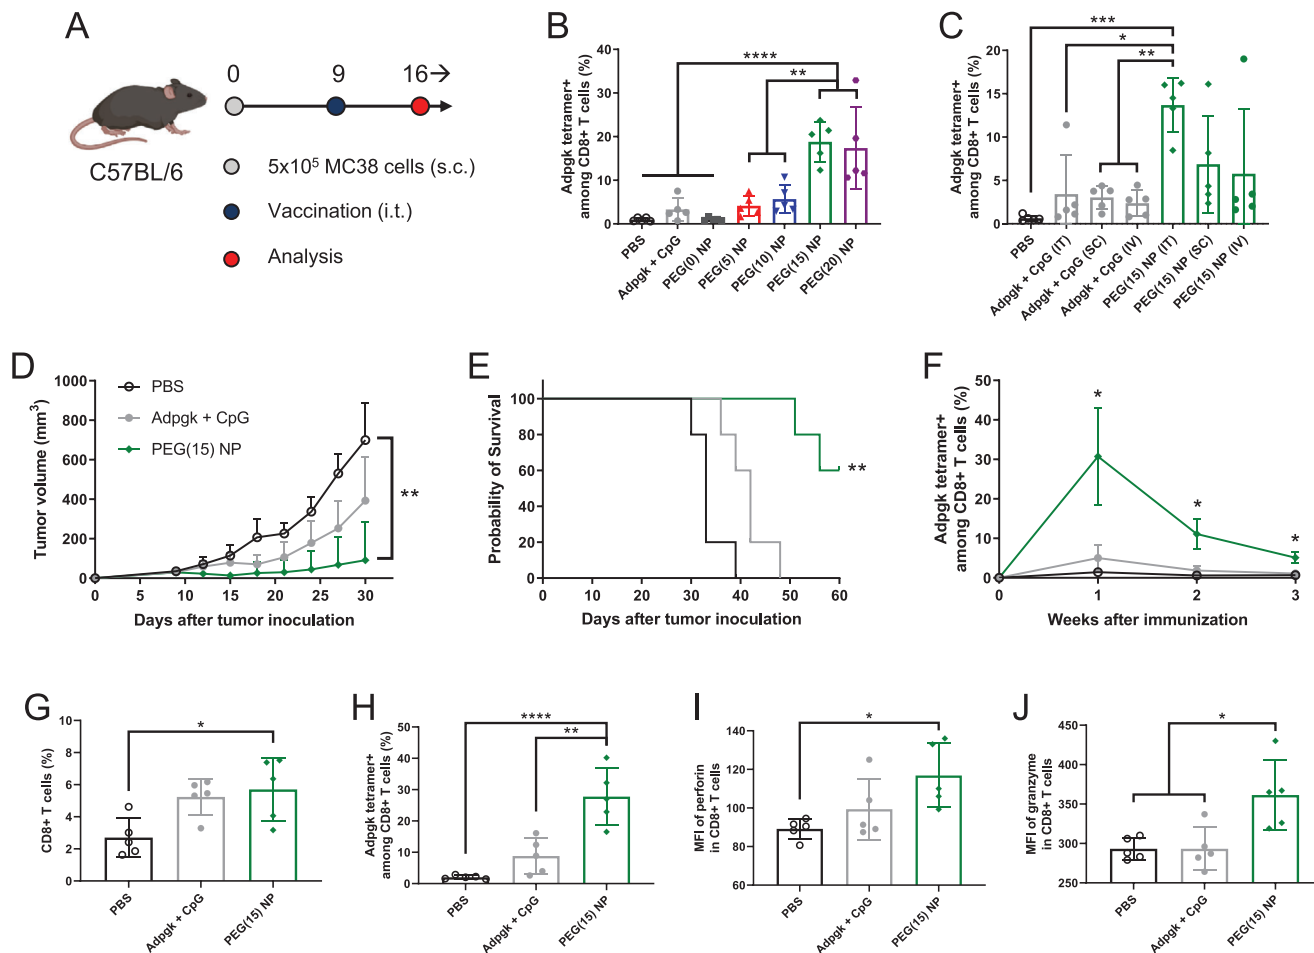 A
0 9 16
C57BL/6
5x10⁵ MC38 cells (s.c.)
Vaccination (i.t.)
Analysis
B
Adpgk tetramer+
among CD8+ T cells (%)
40
30
20
10
0
****
**
PBS
Adpgk + CpG
PEG(0) NP
PEG(5) NP
PEG(10) NP
PEG(15) NP
PEG(20) NP
C
Adpgk tetramer+
among CD8+ T cells (%)
20
15
10
5
0
***
*
**
PBS
Adpgk + CpG (IT)
Adpgk + CpG (SC)
Adpgk + CpG (IV)
PEG(15) NP (IT)
PEG(15) NP (SC)
PEG(15) NP (IV)
D
Tumor volume (mm³)
1000
800
600
400
200
0
PBS
Adpgk + CpG
PEG(15) NP
**
0 5 10 15 20 25 30
Days after tumor inoculation
E
Probability of Survival
100
80
60
40
20
0
**
0 10 20 30 40 50 60
Days after tumor inoculation
F
Adpgk tetramer+
among CD8+ T cells (%)
50
40
30
20
10
0
*
*
*
0 1 2 3
Weeks after immunization
G
CD8+ T cells (%)
10
8
6
4
2
0
*
PBS
Adpgk + CpG
PEG(15) NP
H
Adpgk tetramer+
among CD8+ T cells (%)
50
40
30
20
10
0
****
**
PBS
Adpgk + CpG
PEG(15) NP
I
MFI of perforin
in CD8+ T cells
140
120
100
80
60
*
PBS
Adpgk + CpG
PEG(15) NP
J
MFI of granzyme
in CD8+ T cells
450
400
350
300
250
*
PBS
Adpgk + CpG
PEG(15) NP